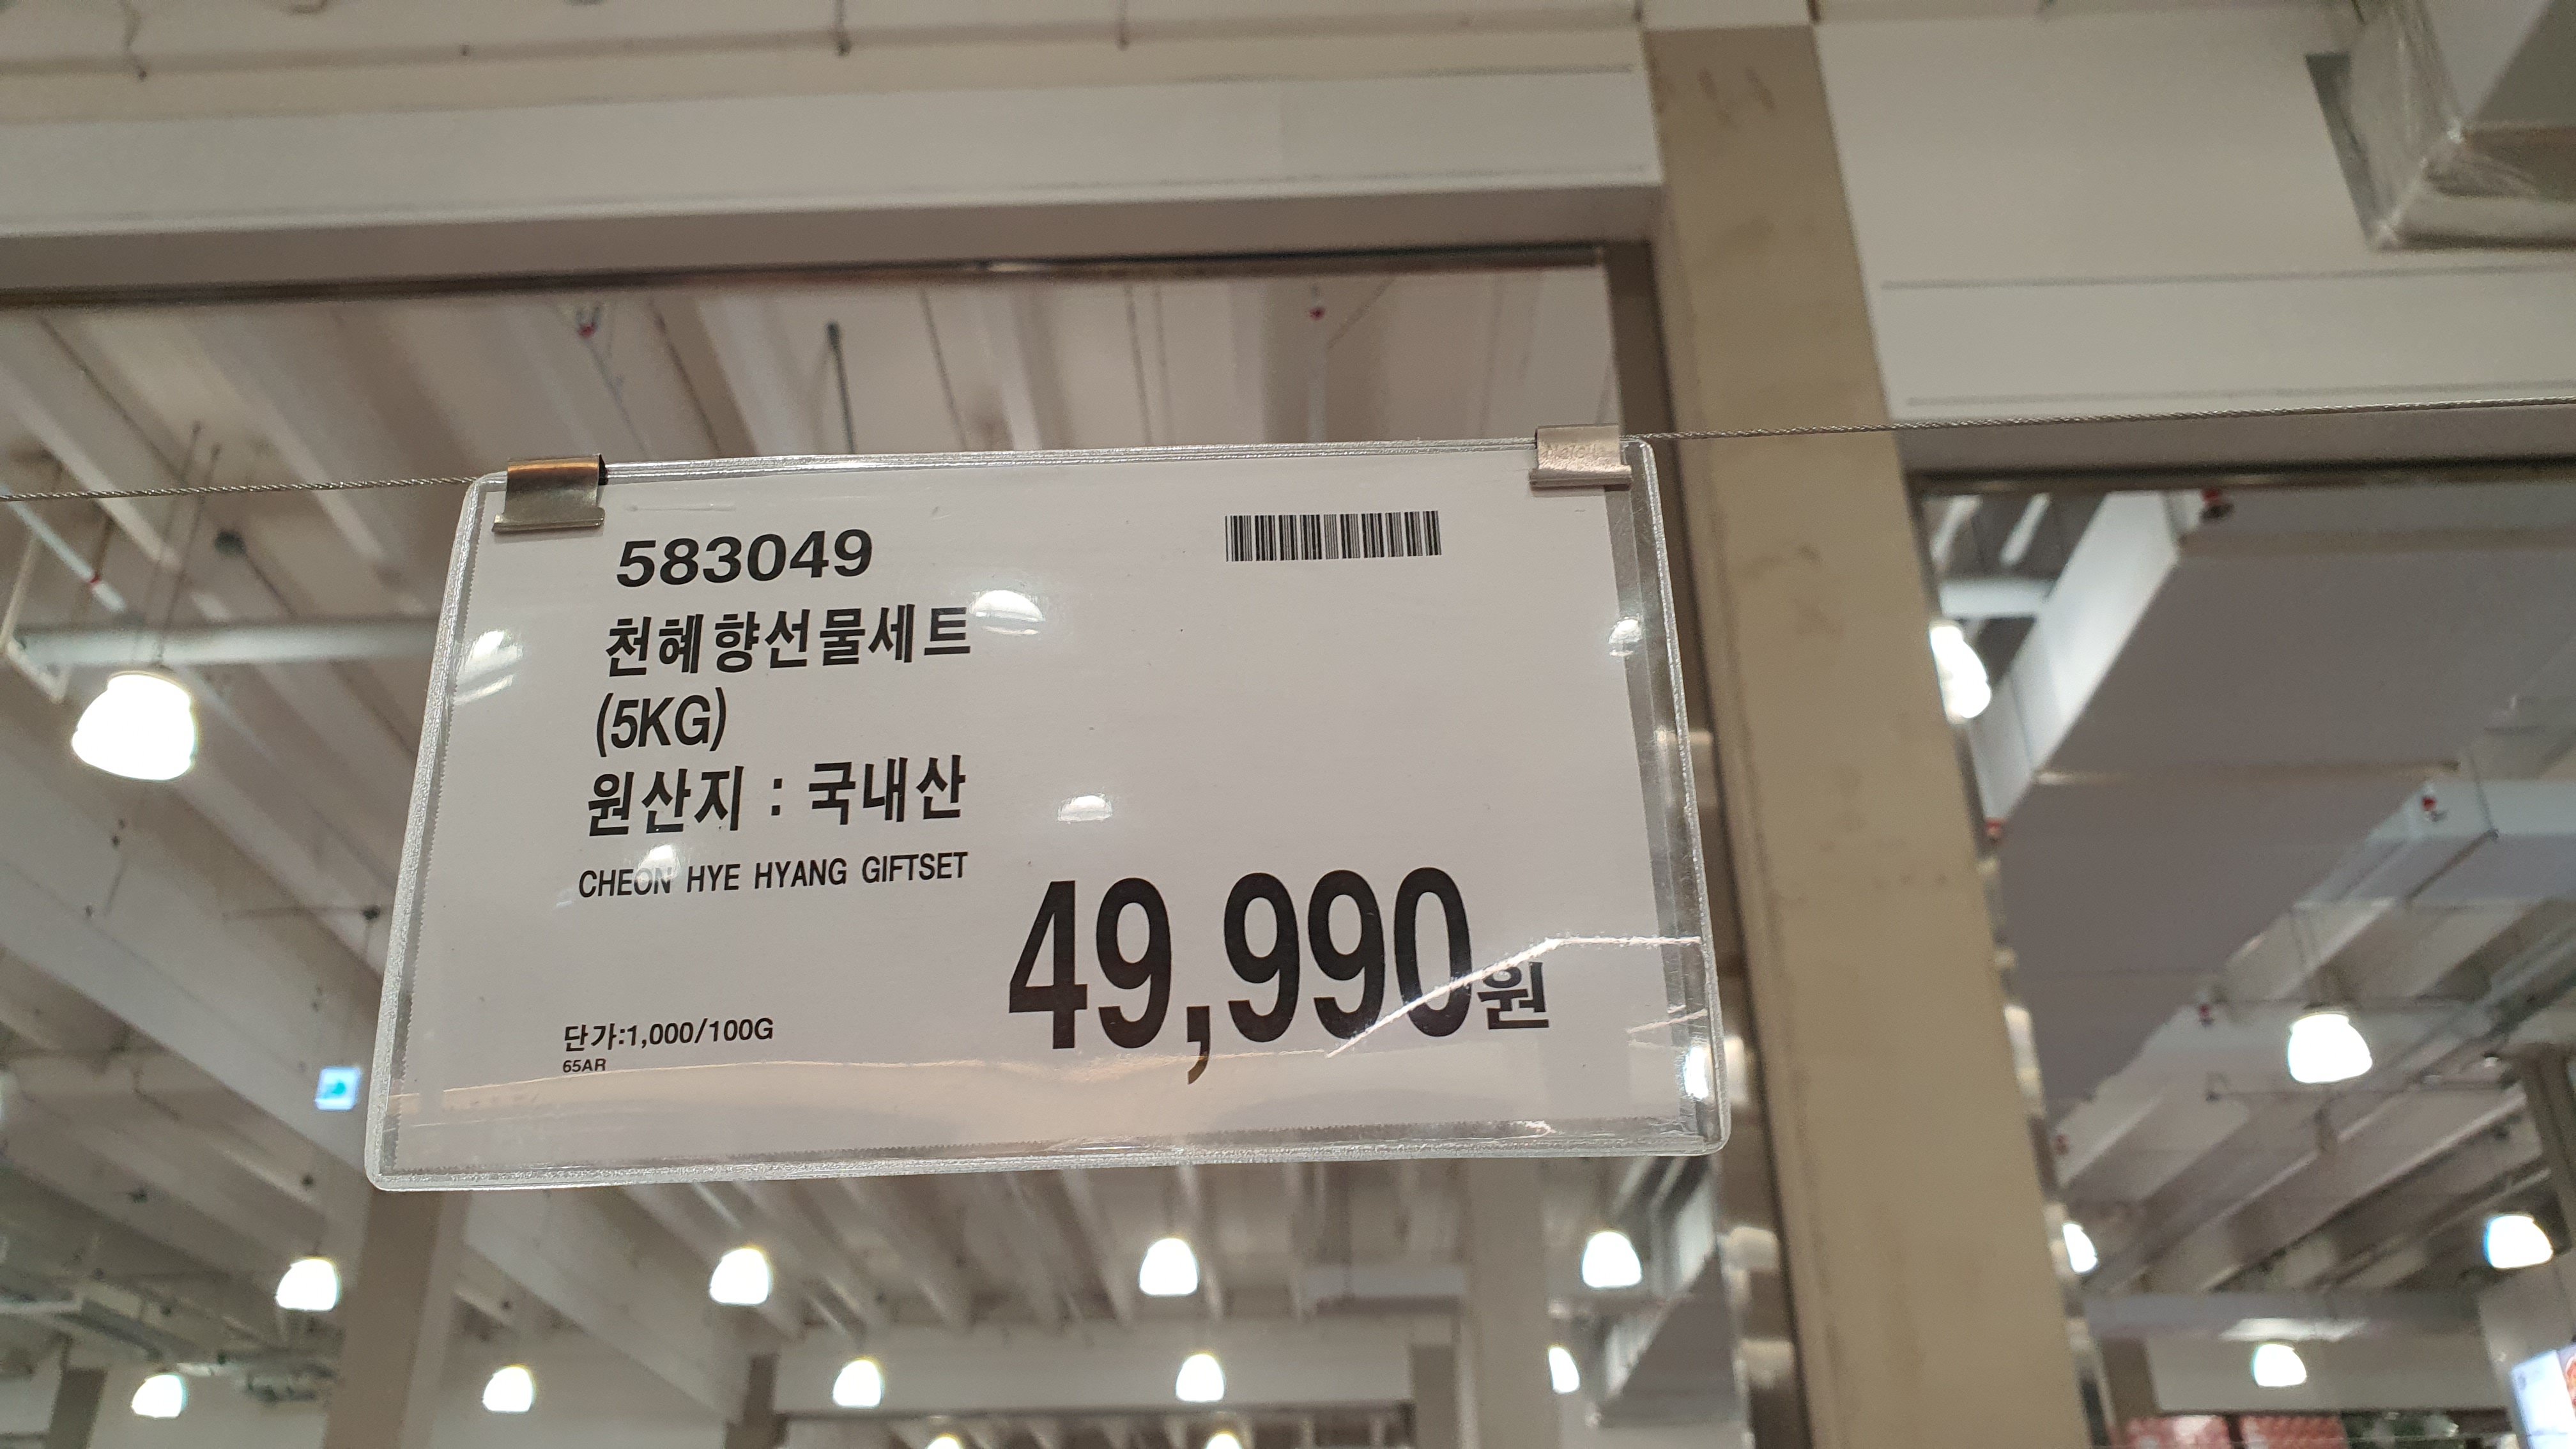 583049
천혜향선물세트
(5KG)
원산지 : 국내산
CHEON HYE HYANG GIFTSET
49,990원
단가:1,000/100G
65AR